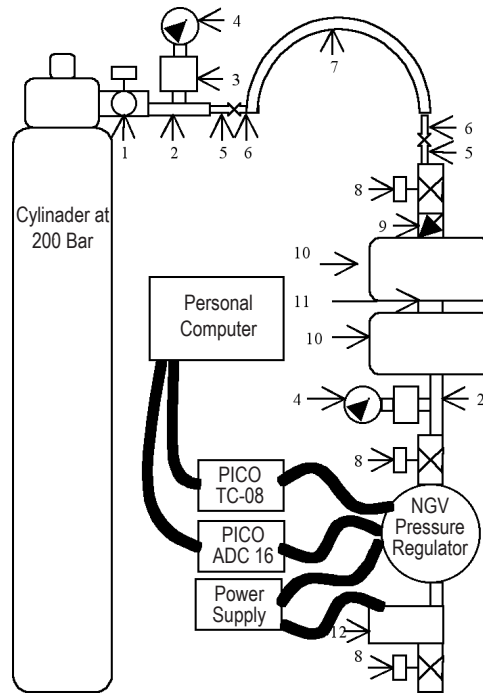 4
3
7
1
2
5
6
6
5
8
9
Cylinader at
200 Bar
10
11
10
Personal
Computer
4
2
8
PICO
TC-08
NGV
Pressure
Regulator
PICO
ADC 16
Power
Supply
12
8